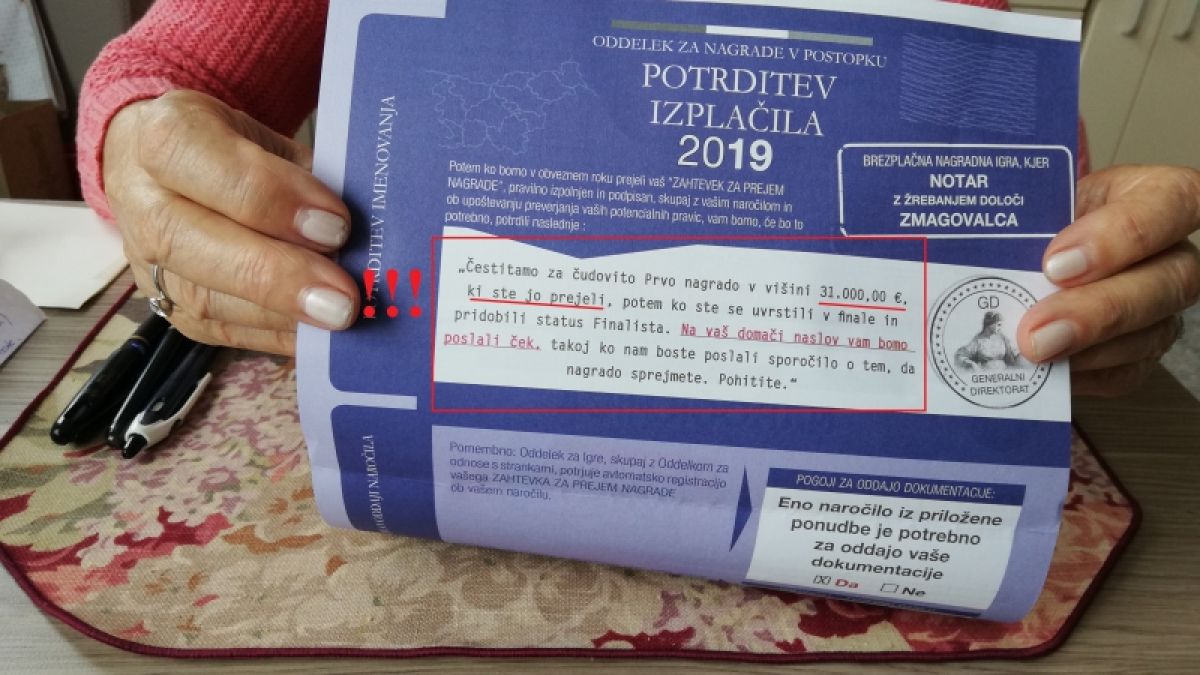 ODDELEK ZA NAGRADE V POSTOPKU
POTRDITEV
IZPLAČILA
2019
Potem ko bomo v obveznem roku prejeli vaš "ZAHTEVEK ZA PREJEM
NAGRADE", pravilno izpolnjen in podpisan, skupaj z vašim naročilom in
ob upoštevanju preverjanja vaših potencialnih pravic, vam bomo, če bo to
potrebno, potrdili naslednje :
BREZPLAČNA NAGRADNA IGRA, KJER
NOTAR
Z ŽREBANJEM DOLOČI
ZMAGOVALCA
IMENOVANJA
!!!
„Čestitamo za čudovito Prvo nagrado v višini 31.000,00 €,
ki ste jo prejeli, potem ko ste se uvrstili v finale in
pridobili status Finalista. Na vaš domači naslov vam bomo
poslali ček, takoj ko nam boste poslali sporočilo o tem, da
nagrado sprejmete. Pohitite.“
GD
GENERALNI
DIREKTORAT
NAROČILA
Pomembno: Oddelek za Igre, skupaj z Oddelkom za
odnose s strankami, potrjuje avtomatsko registracijo
vašega ZAHTEVKA ZA PREJEM NAGRADE
ob vašem naročilu.
POGOJI ZA ODDAJO DOKUMENTACIJE:
Eno naročilo iz priložene
ponudbe je potrebno
za oddajo vaše
dokumentacije
☒ Da ☐ Ne